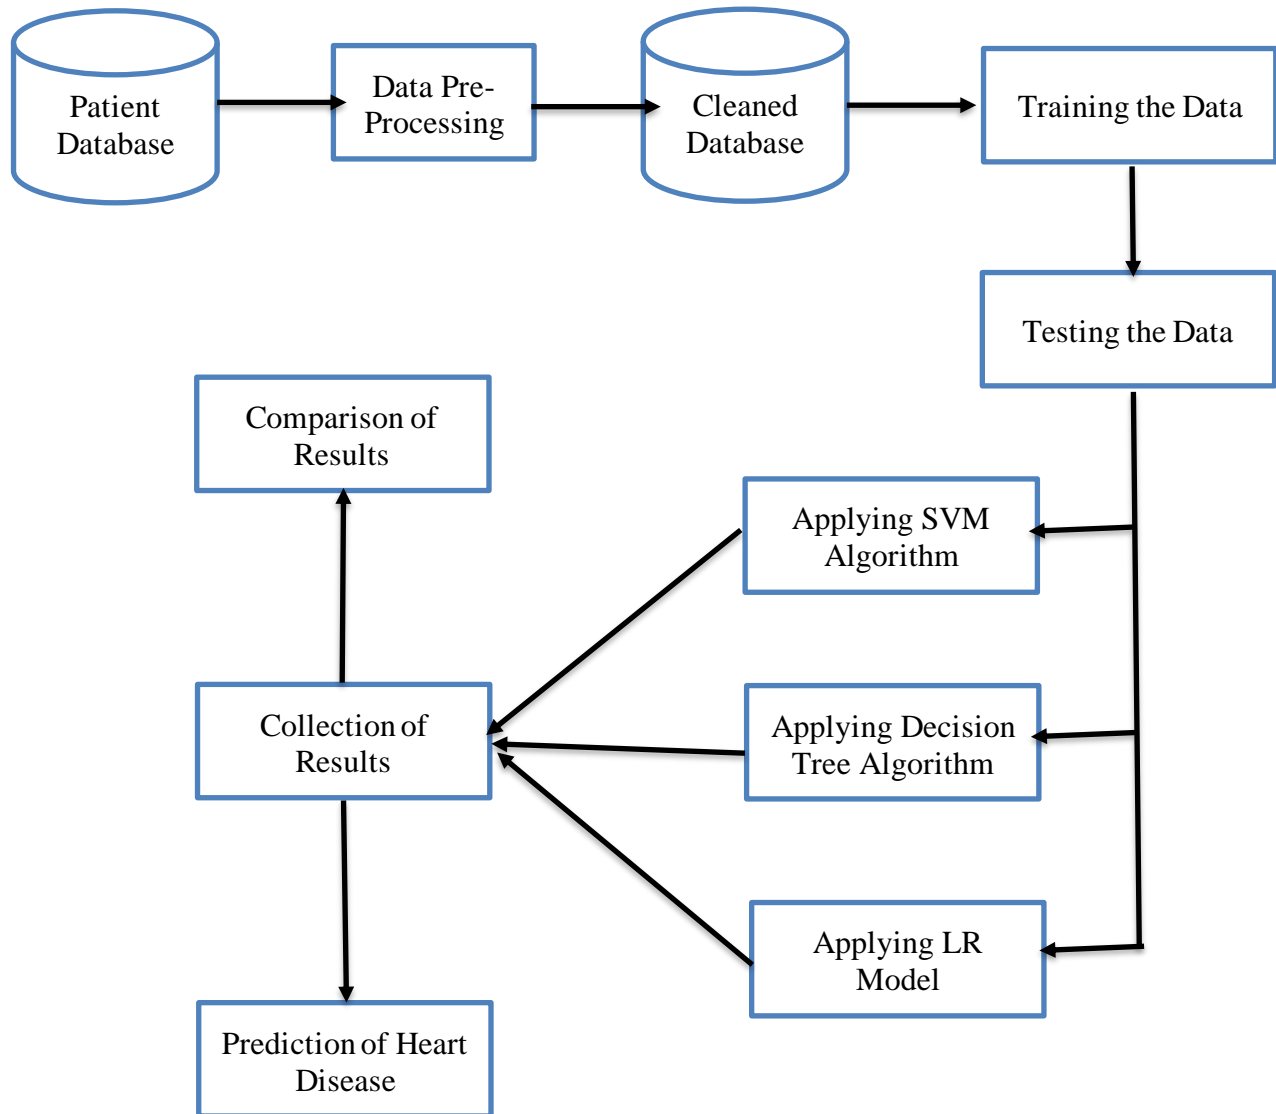 Patient
Database
Data Pre-
Processing
Cleaned
Database
Training the Data
Testing the Data
Comparison of
Results
Applying SVM
Algorithm
Collection of
Results
Applying Decision
Tree Algorithm
Applying LR
Model
Prediction of Heart
Disease